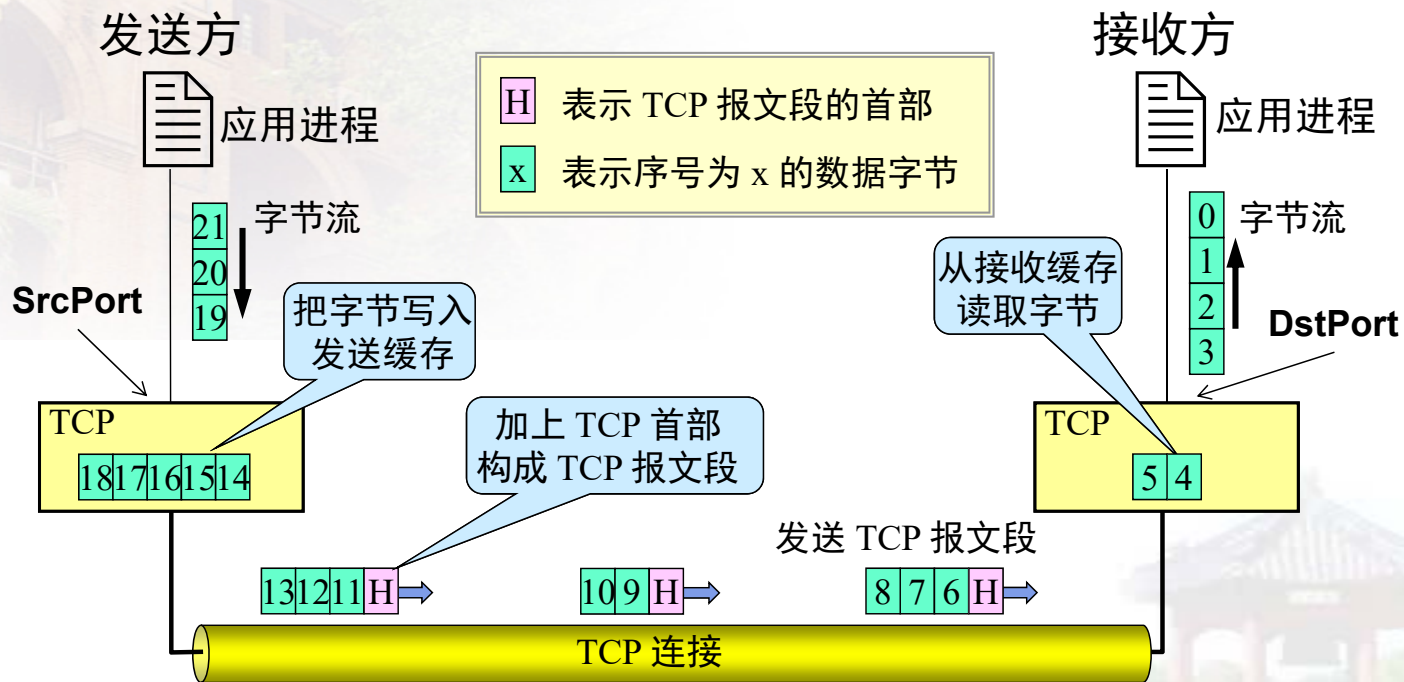 发送方
接收方
应用进程
H 表示 TCP 报文段的首部
x 表示序号为 x 的数据字节
应用进程
21
20
19
字节流
0
1
2
3
字节流
SrcPort
把字节写入
发送缓存
从接收缓存
读取字节
DstPort
TCP
18 17 16 15 14
加上 TCP 首部
构成 TCP 报文段
TCP
5 4
发送 TCP 报文段
13 12 11 H
10 9 H
8 7 6 H
TCP 连接